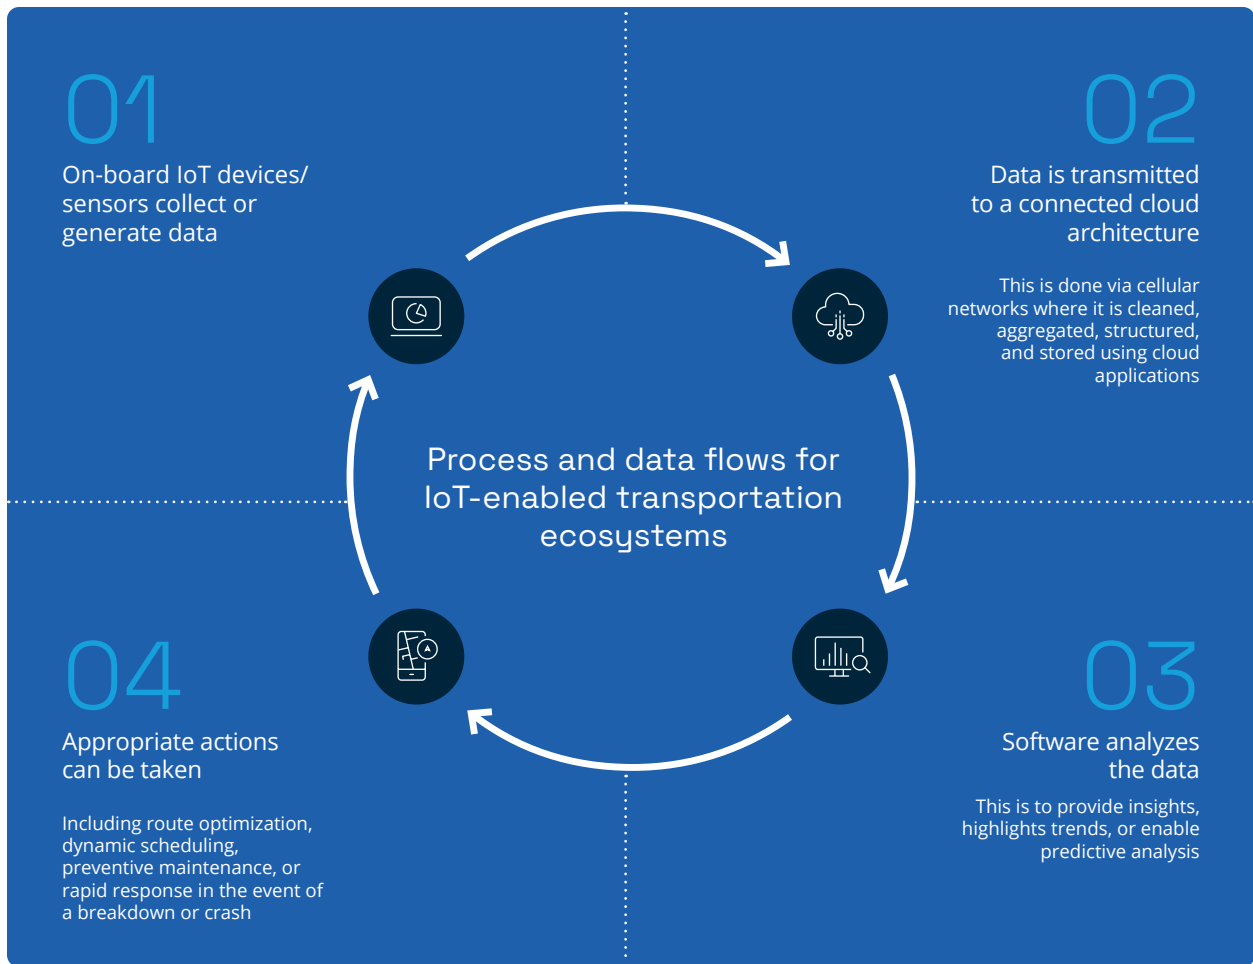 01
On-board IoT devices/
sensors collect or
generate data
02
Data is transmitted
to a connected cloud
architecture
This is done via cellular
networks where it is cleaned,
aggregated, structured,
and stored using cloud
applications
Process and data flows for
IoT-enabled transportation
ecosystems
03
Software analyzes
the data
This is to provide insights,
highlights trends, or enable
predictive analysis
04
Appropriate actions
can be taken
Including route optimization,
dynamic scheduling,
preventive maintenance, or
rapid response in the event of
a breakdown or crash